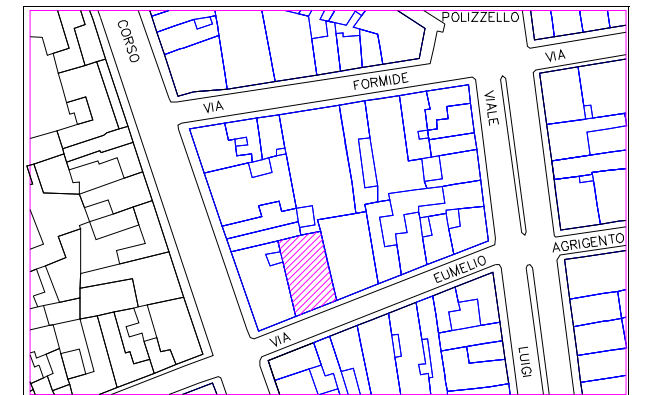 POLIZZELLO
CORSO
VIA
FORMIDE
VIA
VIALE
AGRIGENTO
EUMELIO
VIA
LUIGI